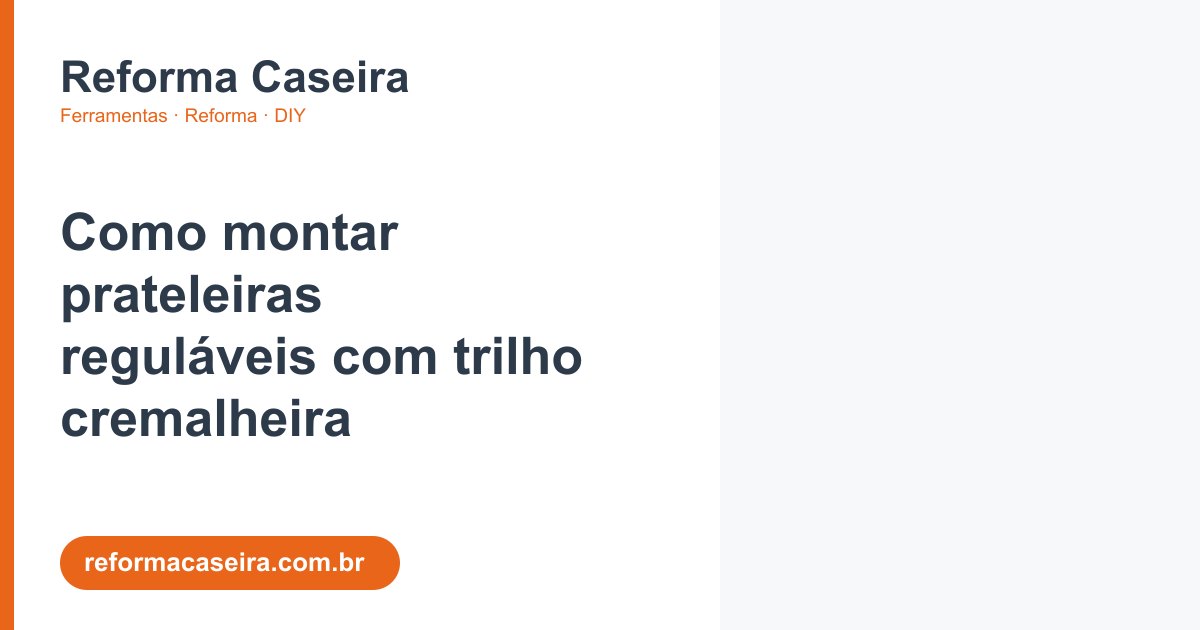 Reforma Caseira
Ferramentas · Reforma · DIY
Como montar
prateleiras
reguláveis com trilho
cremalheira
reformacaseira.com.br